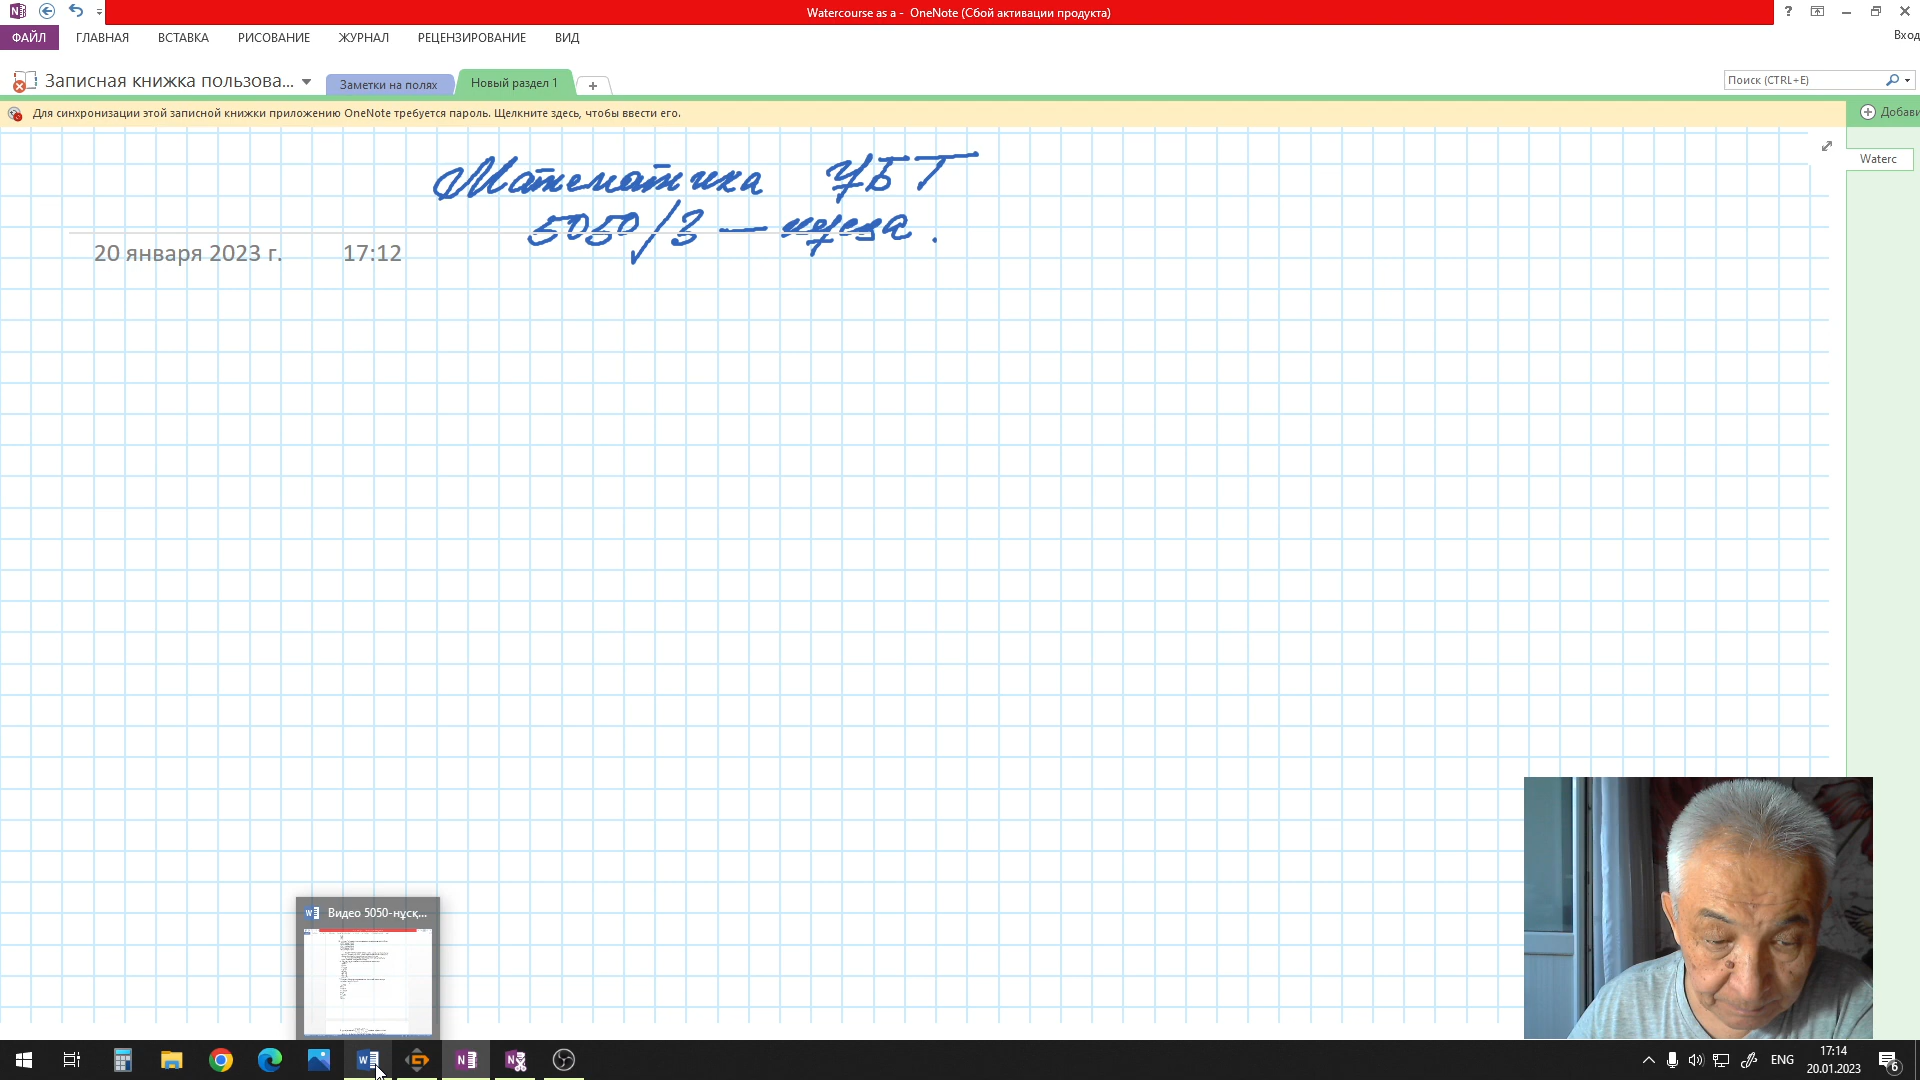 Watercourse as a - OneNote (Сбой активации продукта)
ФАЙЛ ГЛАВНАЯ ВСТАВКА РИСОВАНИЕ ЖУРНАЛ РЕЦЕНЗИРОВАНИЕ ВИД
Вход
Записная книжка пользова...
Заметки на полях
Новый раздел 1
Поиск (CTRL+E)
Для синхронизации этой записной книжки приложению OneNote требуется пароль. Щелкните здесь, чтобы ввести его.
Добави
Waterc
Математика ҰБТ
5050/3 — нұсқа.
20 января 2023 г. 17:12
Видео 5050-нұсқ...
ENG
17:14
20.01.2023
6